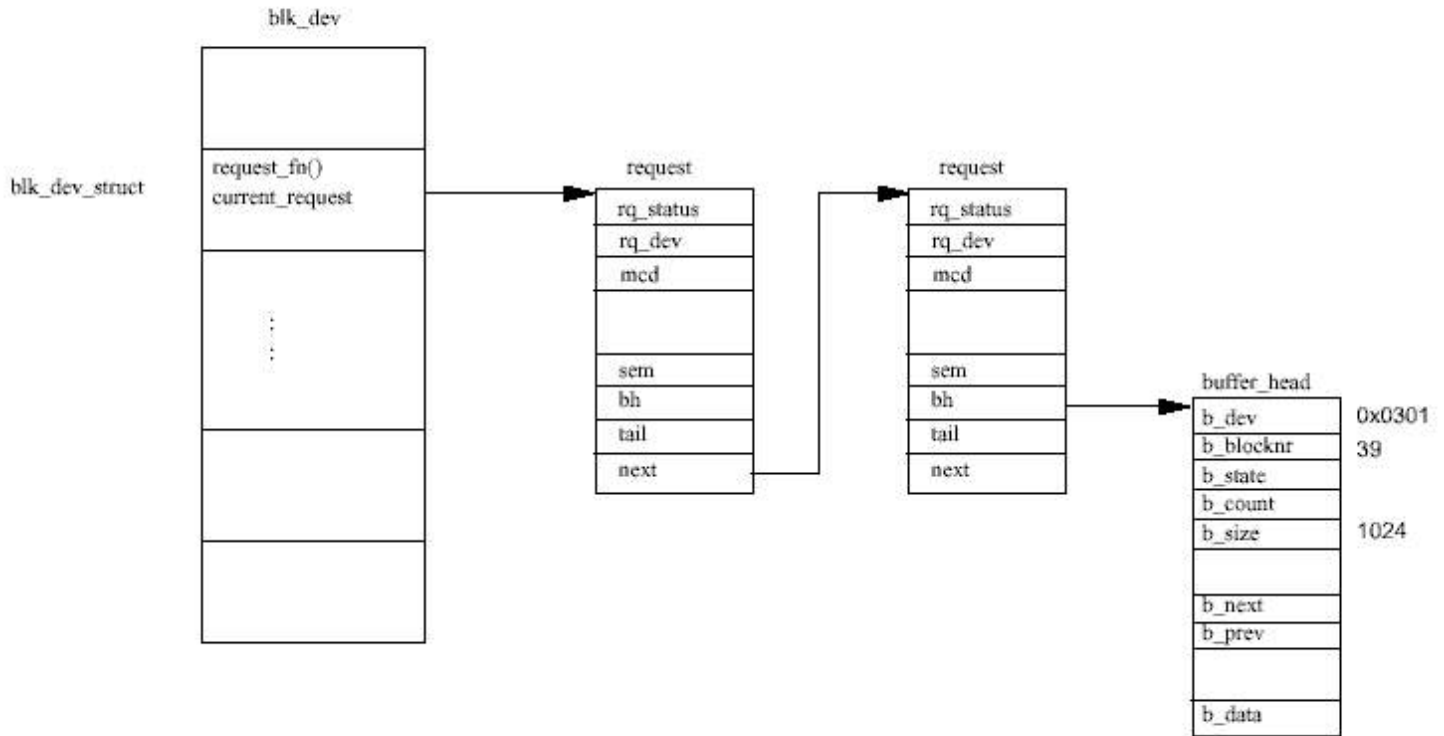 blk_dev
blk_dev_struct
request_fn()
current_request
request
rq_status
rq_dev
mcd
sem
bh
tail
next
request
rq_status
rq_dev
mcd
sem
bh
tail
next
buffer_head
b_dev
0x0301
b_blocknr
39
b_state
b_count
b_size
1024
b_next
b_prev
b_data